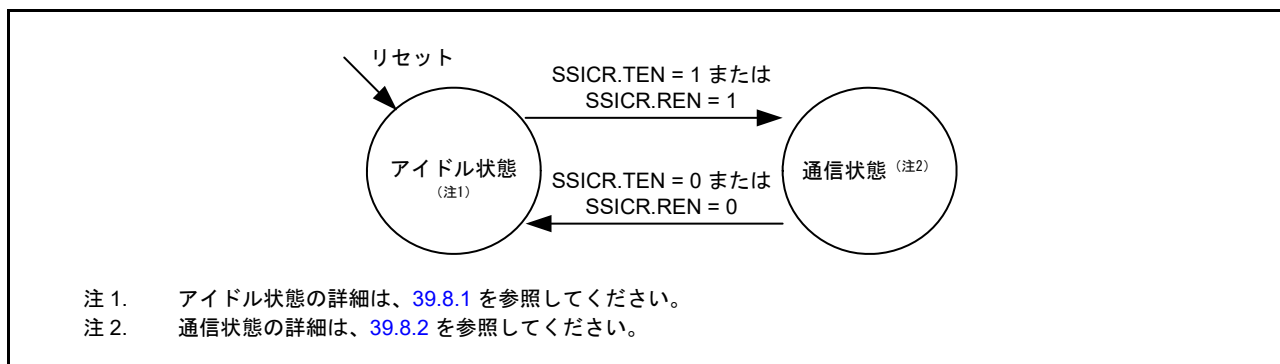 リセット
SSICR.TEN = 1 または
SSICR.REN = 1
アイドル状態
(注1)
通信状態 (注2)
SSICR.TEN = 0 または
SSICR.REN = 0
注 1. アイドル状態の詳細は、39.8.1 を参照してください。
注 2. 通信状態の詳細は、39.8.2 を参照してください。